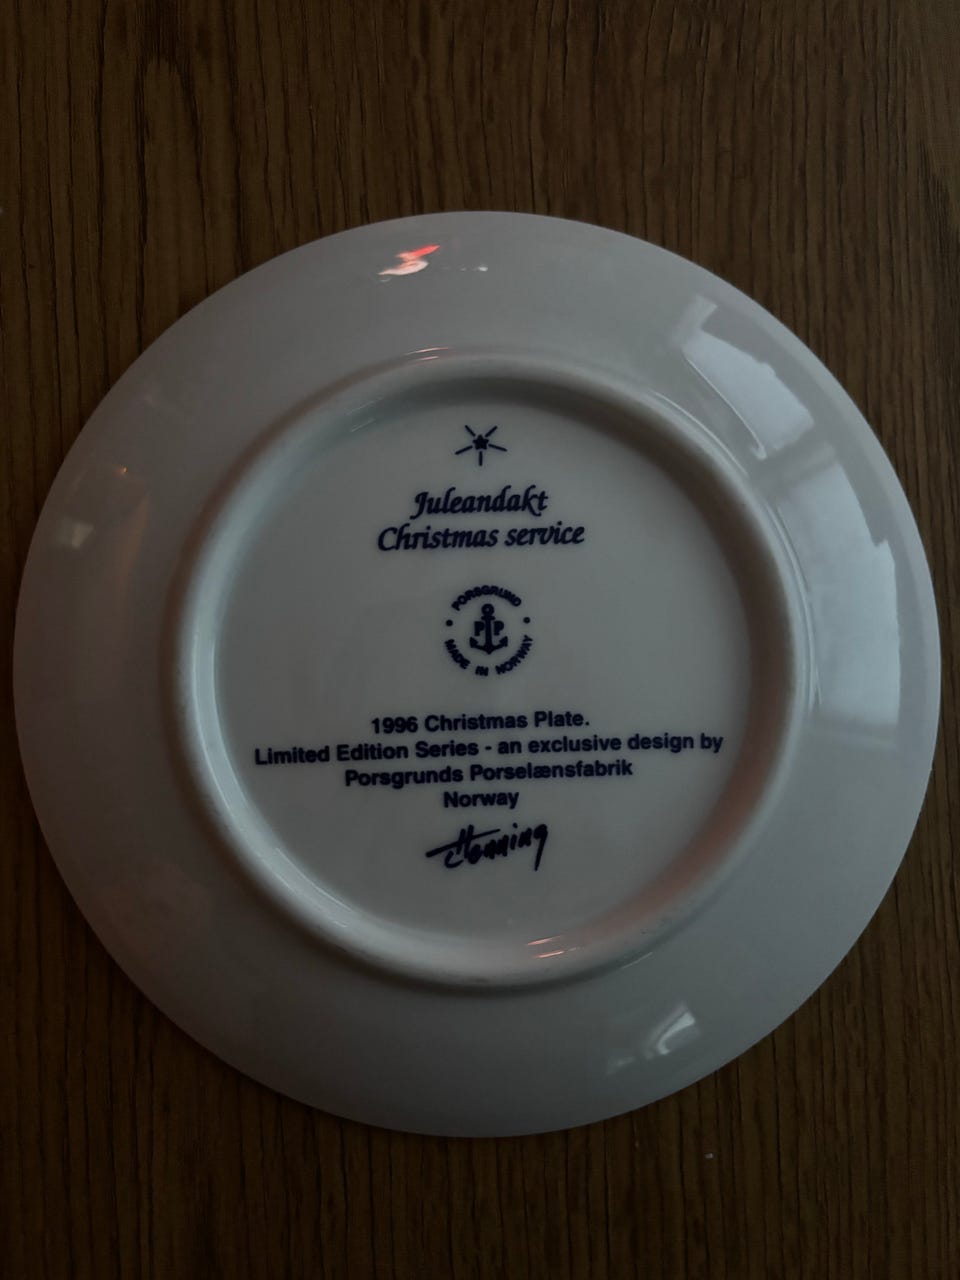 Juleandakt
Christmas service
PORSGRUND
PP
MADE IN NORWAY
1996 Christmas Plate.
Limited Edition Series - an exclusive design by
Porsgrunds Porselænsfabrik
Norway
Henning